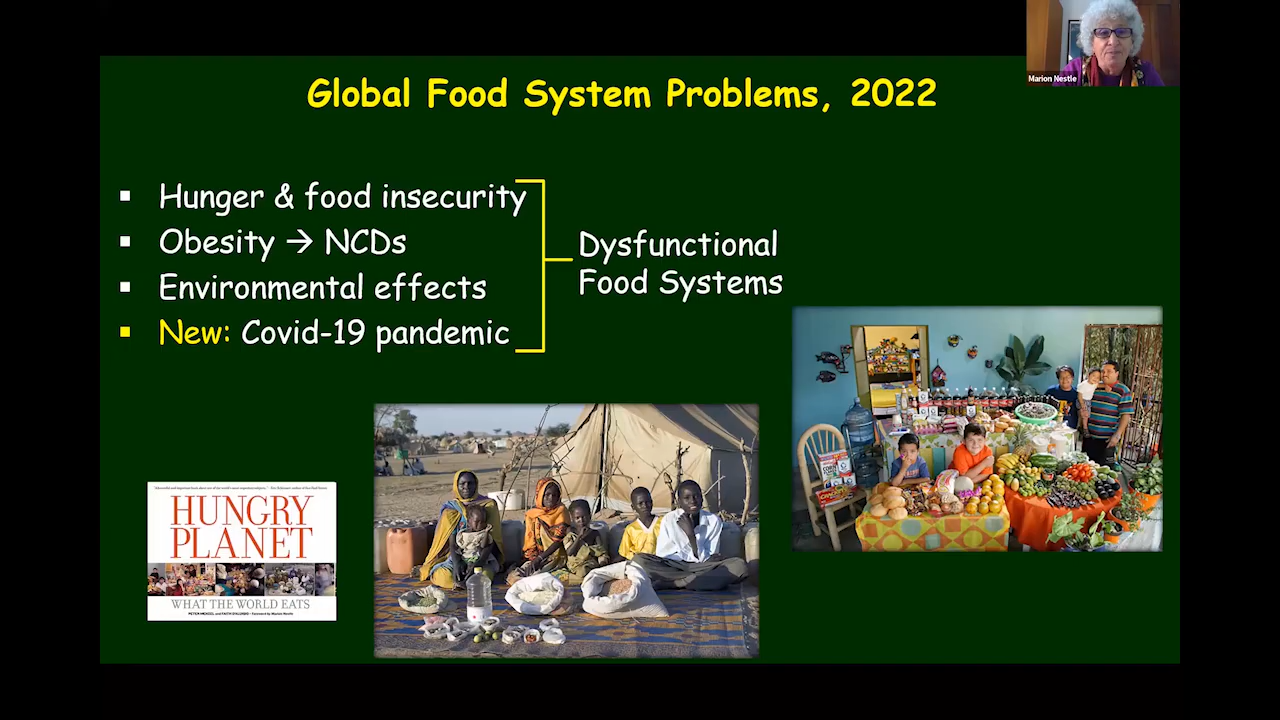 Marion Nestle
Global Food System Problems, 2022
▪ Hunger & food insecurity
▪ Obesity → NCDs
▪ Environmental effects
▪ New: Covid-19 pandemic
Dysfunctional
Food Systems
HUNGRY
PLANET
WHAT THE WORLD EATS